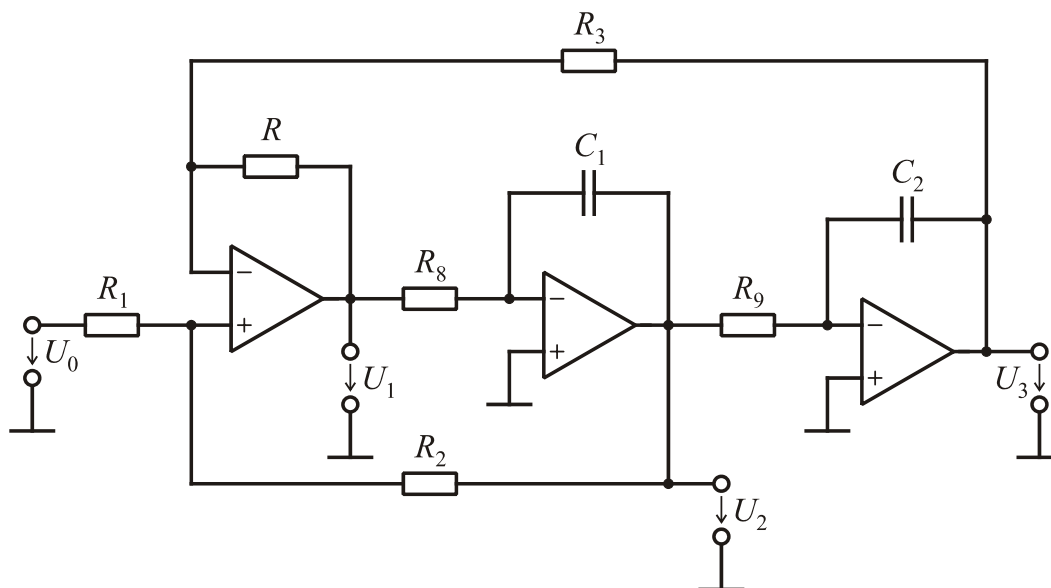 R3
R
C1
C2
R1
R8
R9
−
+
−
+
−
+
U0
U1
U3
R2
U2